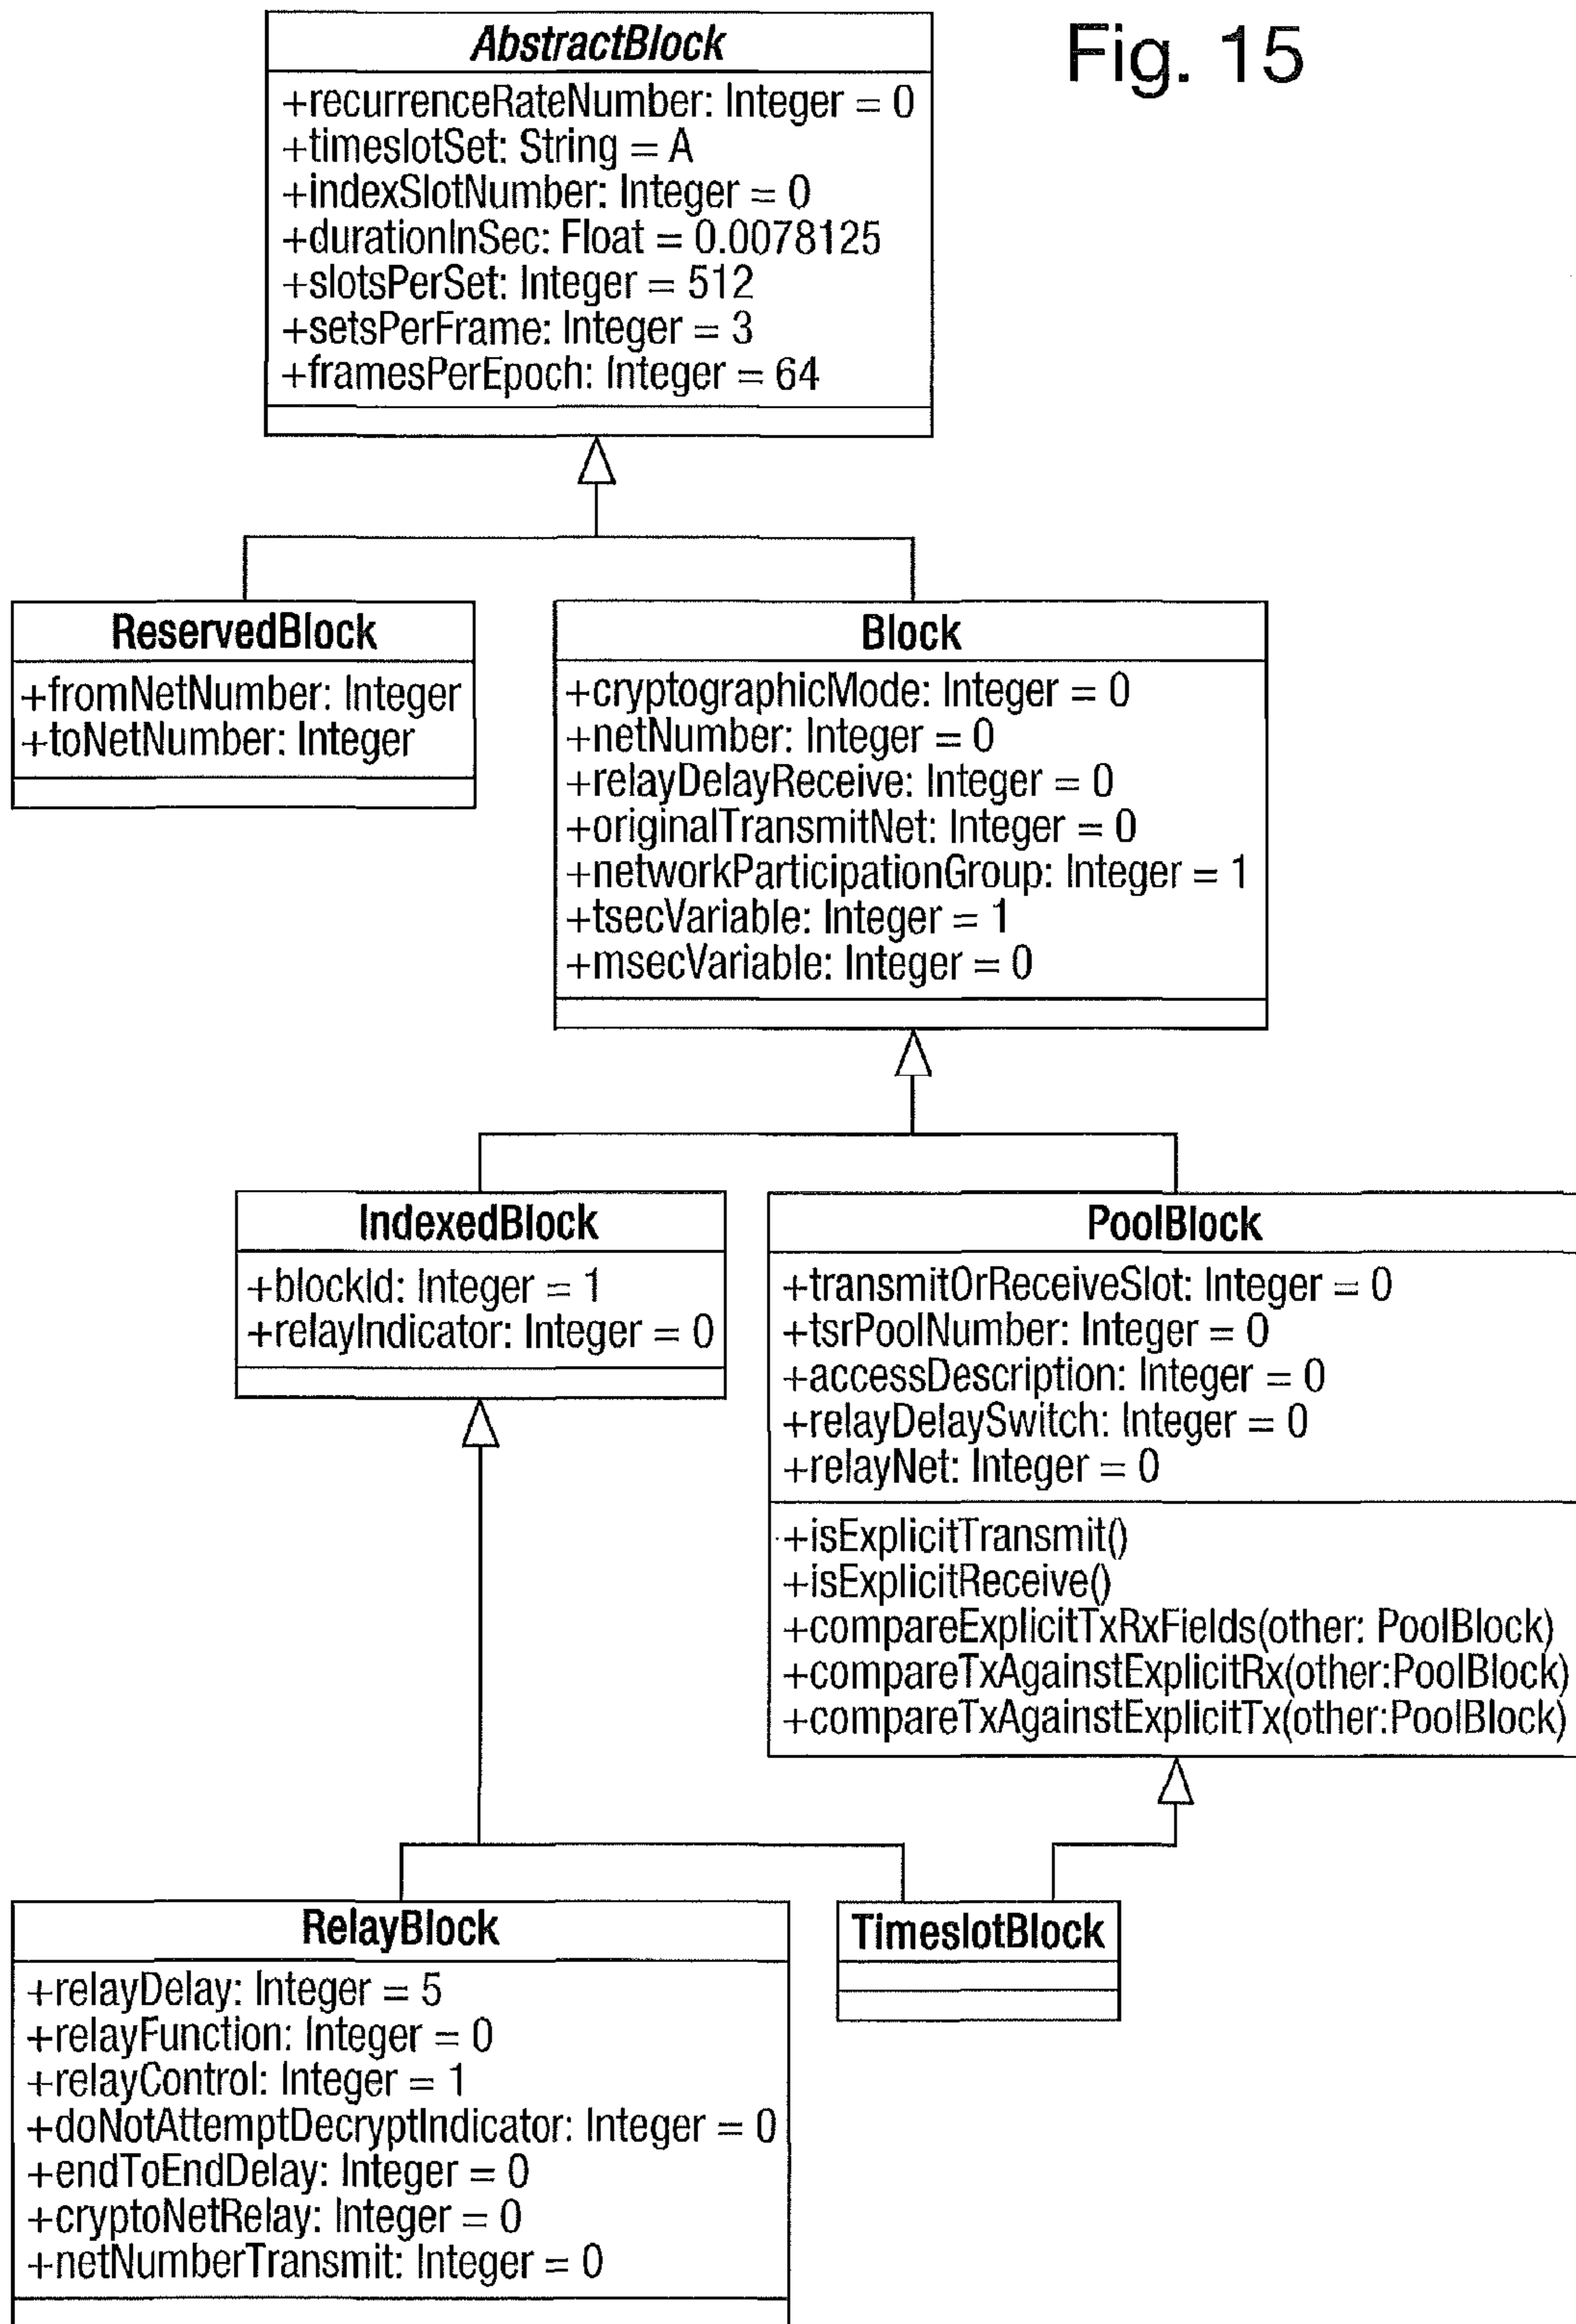 Fig. 15
AbstractBlock
+recurrenceRateNumber: Integer = 0
+timeslotSet: String = A
+indexSlotNumber: Integer = 0
+durationInSec: Float = 0.0078125
+slotsPerSet: Integer = 512
+setsPerFrame: Integer = 3
+framesPerEpoch: Integer = 64
ReservedBlock
+fromNetNumber: Integer
+toNetNumber: Integer
Block
+cryptographicMode: Integer = 0
+netNumber: Integer = 0
+relayDelayReceive: Integer = 0
+originalTransmitNet: Integer = 0
+networkParticipationGroup: Integer = 1
+tsecVariable: Integer = 1
+msecVariable: Integer = 0
IndexedBlock
+blockId: Integer = 1
+relayIndicator: Integer = 0
PoolBlock
+transmitOrReceiveSlot: Integer = 0
+tsrPoolNumber: Integer = 0
+accessDescription: Integer = 0
+relayDelaySwitch: Integer = 0
+relayNet: Integer = 0
+isExplicitTransmit()
+isExplicitReceive()
+compareExplicitTxRxFields(other: PoolBlock)
+compareTxAgainstExplicitRx(other:PoolBlock)
+compareTxAgainstExplicitTx(other:PoolBlock)
RelayBlock
+relayDelay: Integer = 5
+relayFunction: Integer = 0
+relayControl: Integer = 1
+doNotAttemptDecryptIndicator: Integer = 0
+endToEndDelay: Integer = 0
+cryptoNetRelay: Integer = 0
+netNumberTransmit: Integer = 0
TimeslotBlock